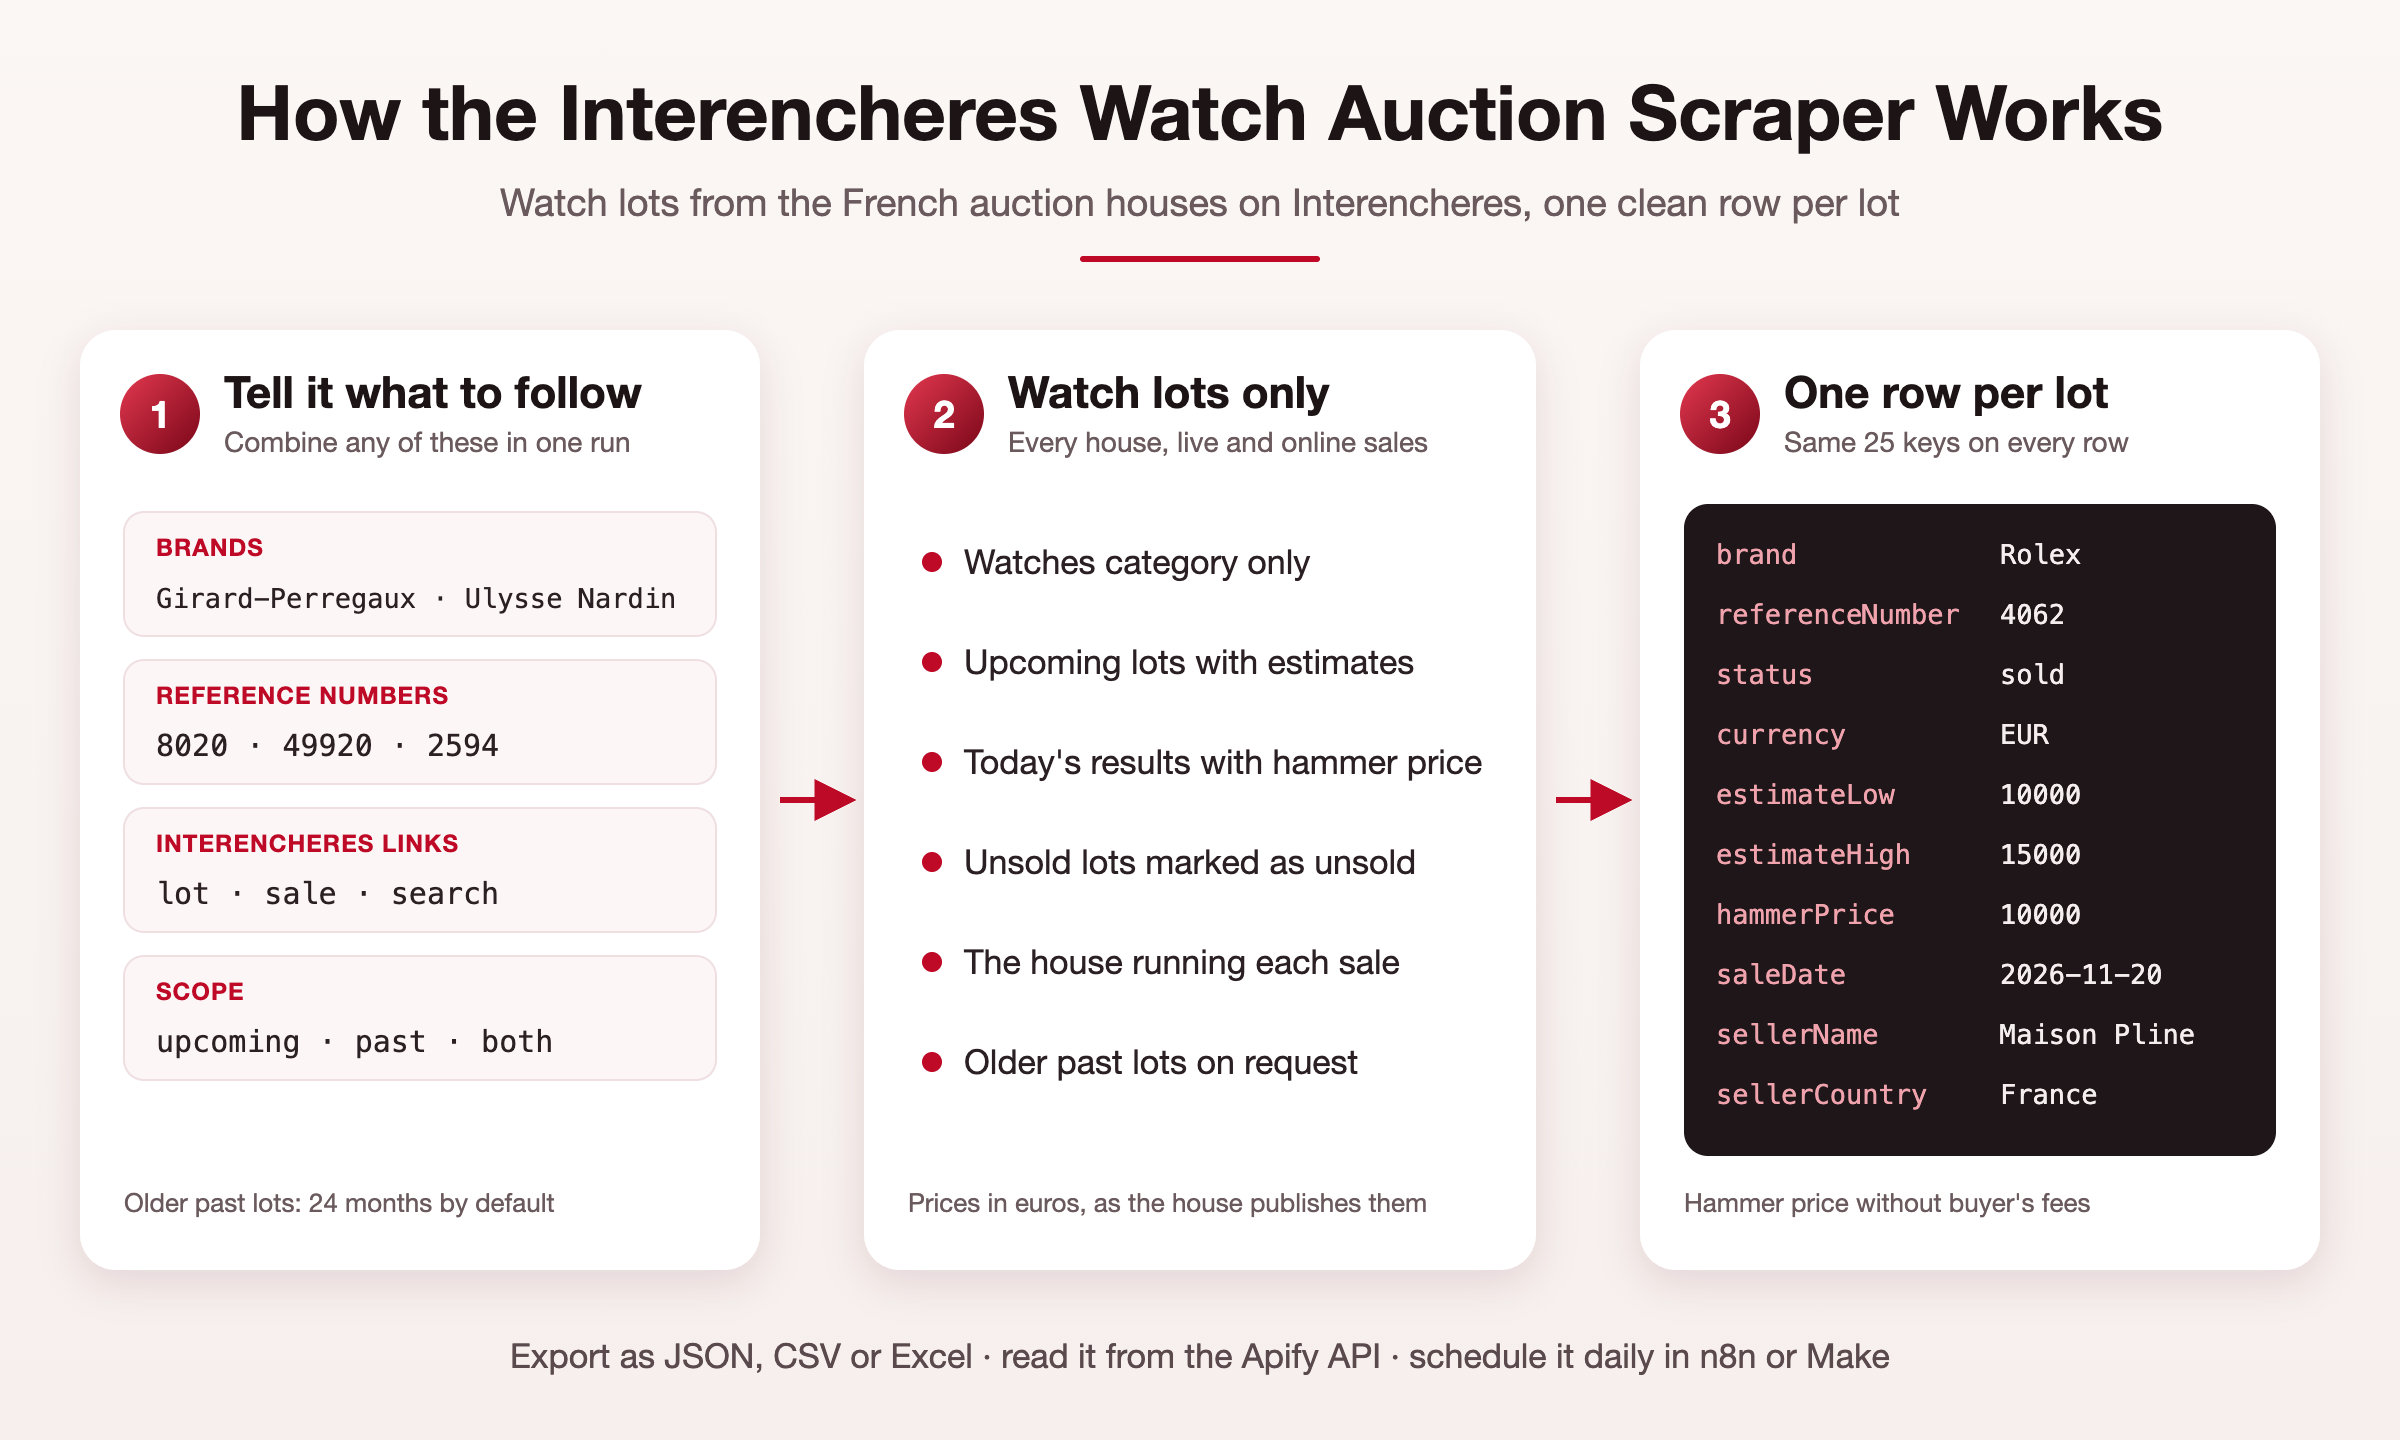 How the Interencheres Watch Auction Scraper Works
Watch lots from the French auction houses on Interencheres, one clean row per lot
1
Tell it what to follow
Combine any of these in one run
BRANDS
Girard-Perregaux · Ulysse Nardin
REFERENCE NUMBERS
8020 · 49920 · 2594
INTERENCHERES LINKS
lot · sale · search
SCOPE
upcoming · past · both
Older past lots: 24 months by default
2
Watch lots only
Every house, live and online sales
Watches category only
Upcoming lots with estimates
Today's results with hammer price
Unsold lots marked as unsold
The house running each sale
Older past lots on request
Prices in euros, as the house publishes them
3
One row per lot
Same 25 keys on every row
brand Rolex
referenceNumber 4062
status sold
currency EUR
estimateLow 10000
estimateHigh 15000
hammerPrice 10000
saleDate 2026-11-20
sellerName Maison Pline
sellerCountry France
Hammer price without buyer's fees
Export as JSON, CSV or Excel · read it from the Apify API · schedule it daily in n8n or Make